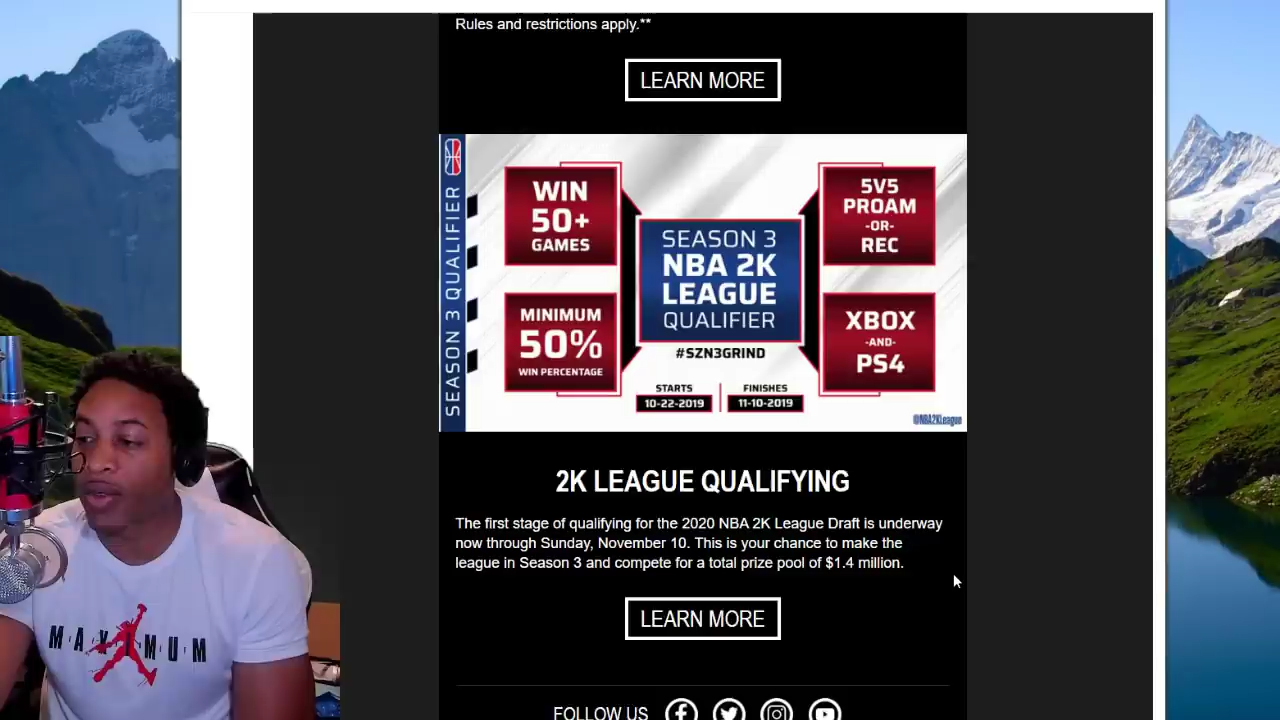 Rules and restrictions apply.**
LEARN MORE
SEASON 3 QUALIFIER
WIN
50+
GAMES
MINIMUM
50%
WIN PERCENTAGE
SEASON 3
NBA 2K
LEAGUE
QUALIFIER
#SZN3GRIND
STARTS
10-22-2019
FINISHES
11-10-2019
5V5
PROAM
-OR-
REC
XBOX
-AND-
PS4
@NBA2KLeague
2K LEAGUE QUALIFYING
The first stage of qualifying for the 2020 NBA 2K League Draft is underway
now through Sunday, November 10. This is your chance to make the
league in Season 3 and compete for a total prize pool of $1.4 million.
LEARN MORE
FOLLOW US
MAXIMUM